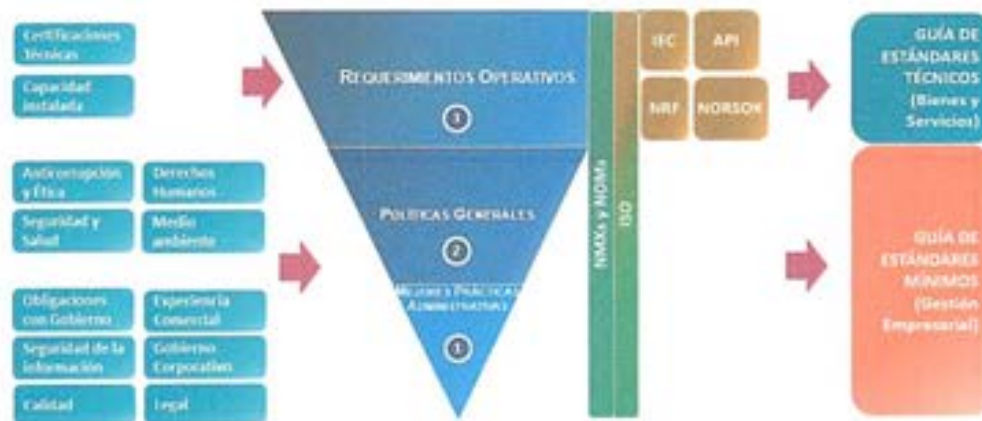 Certificaciones
Técnicas
Capacidad
instalada
Anticorrupción
y Ética
Derechos
Humanos
Seguridad y
Salud
Medio
ambiente
Obligaciones
con Gobierno
Experiencia
Comercial
Seguridad de la
información
Gobierno
Corporativo
Calidad
Legal
REQUERIMIENTOS OPERATIVOS
3
POLÍTICAS GENERALES
2
MEJORES PRÁCTICAS
ADMINISTRATIVAS
1
NMXs y NOMs
ISO
IFC
API
NRF
NORSOK
GUÍA DE
ESTÁNDARES
TÉCNICOS
(Bienes y
Servicios)
GUÍA DE
ESTÁNDARES
MÍNIMOS
(Gestión
Empresarial)